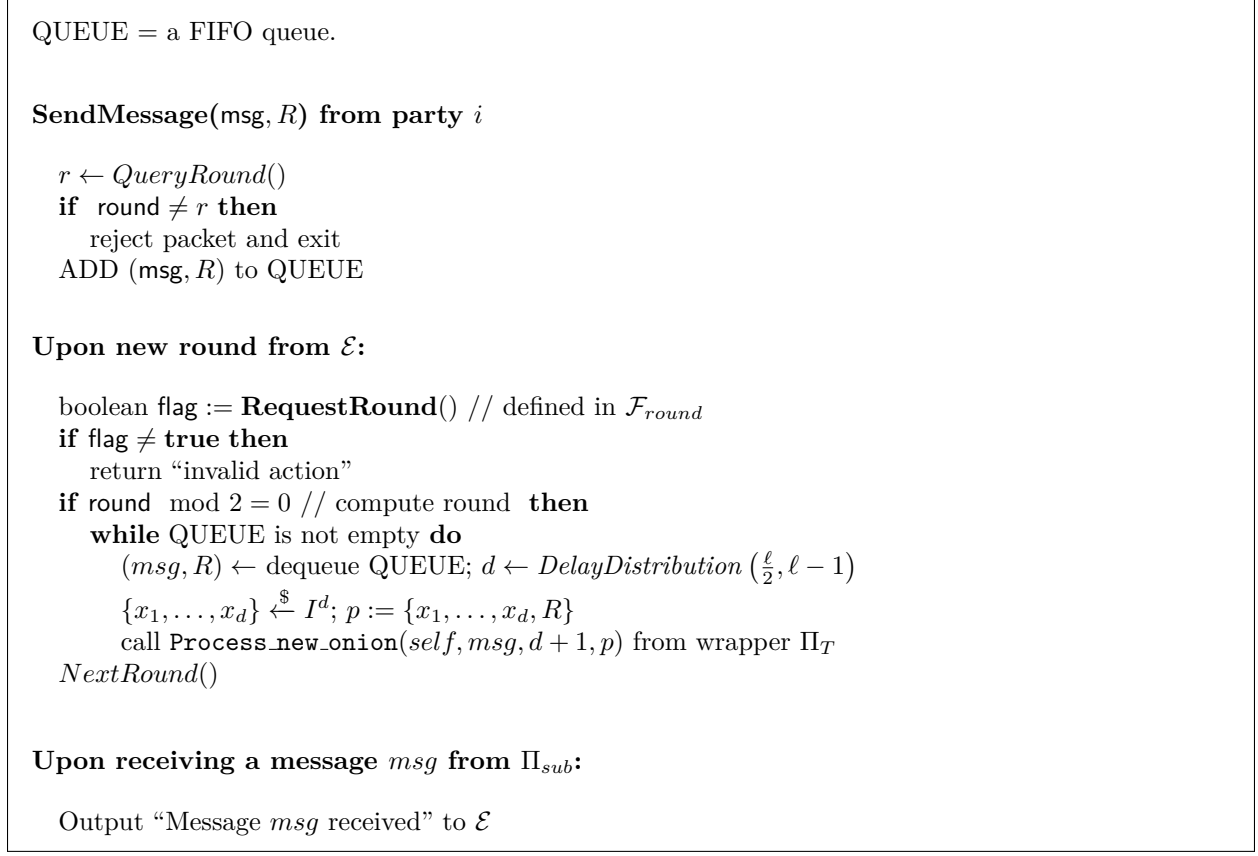 QUEUE = a FIFO queue.
SendMessage(msg, R) from party i
r ← QueryRound()
if round ≠ r then
reject packet and exit
ADD (msg, R) to QUEUE
Upon new round from ℰ:
boolean flag := RequestRound() // defined in ℱ_round
if flag ≠ true then
return “invalid action”
if round mod 2 = 0 // compute round then
while QUEUE is not empty do
(msg, R) ← dequeue QUEUE; d ← DelayDistribution (ℓ/2, ℓ − 1)
{x_1, . . . , x_d} ←$ I^d; p := {x_1, . . . , x_d, R}
call Process_new_onion(self, msg, d + 1, p) from wrapper Π_T
NextRound()
Upon receiving a message msg from Π_sub:
Output “Message msg received” to ℰ